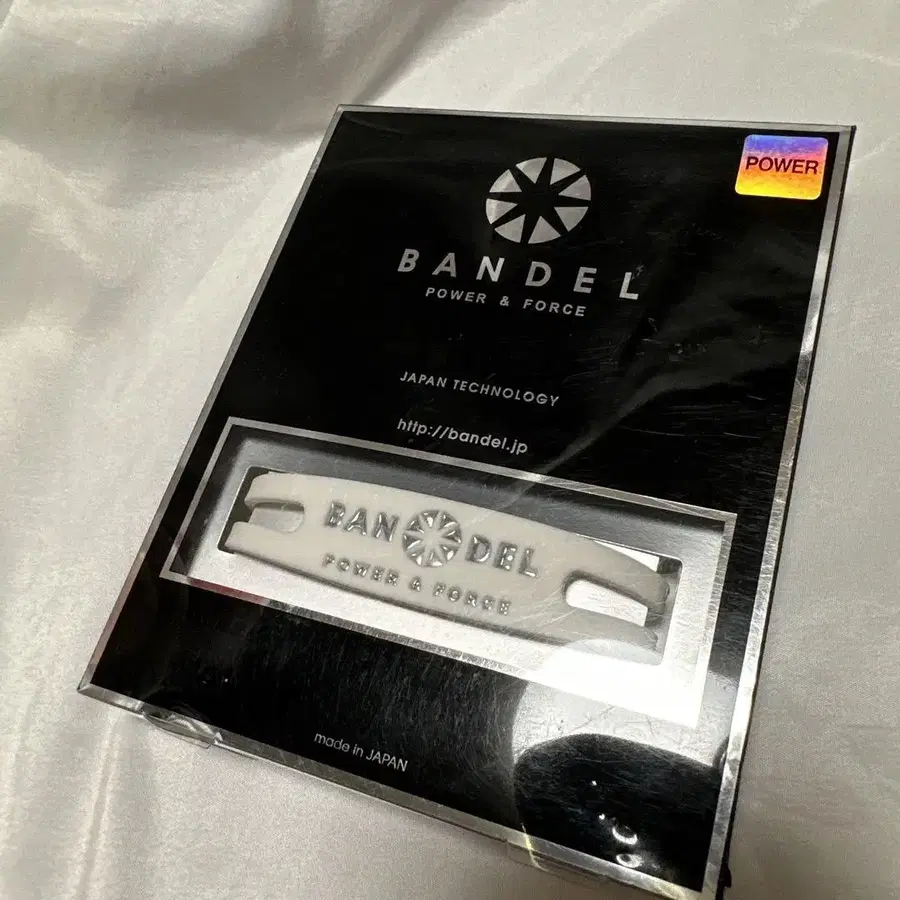 POWER
BANDEL
POWER & FORCE
JAPAN TECHNOLOGY
http://bandel.jp
BAN DEL
POWER & FORCE
made in JAPAN